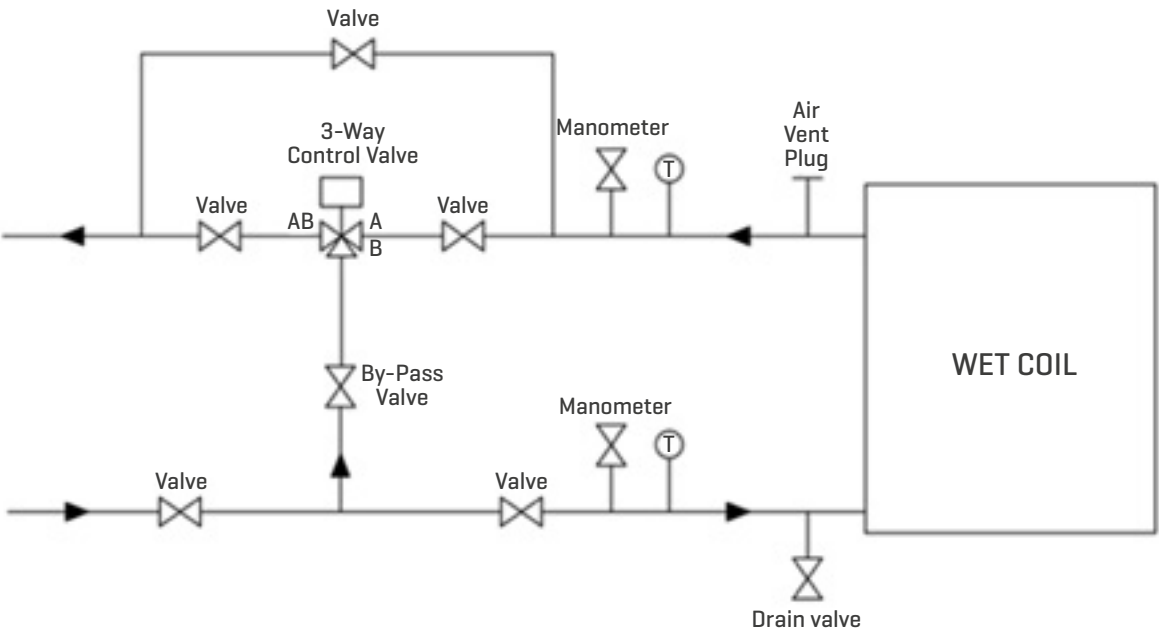 Valve
3-Way
Control Valve
Manometer
Air
Vent
Plug
T
Valve
AB
A
Valve
B
WET COIL
By-Pass
Valve
Manometer
T
Valve
Valve
Drain valve